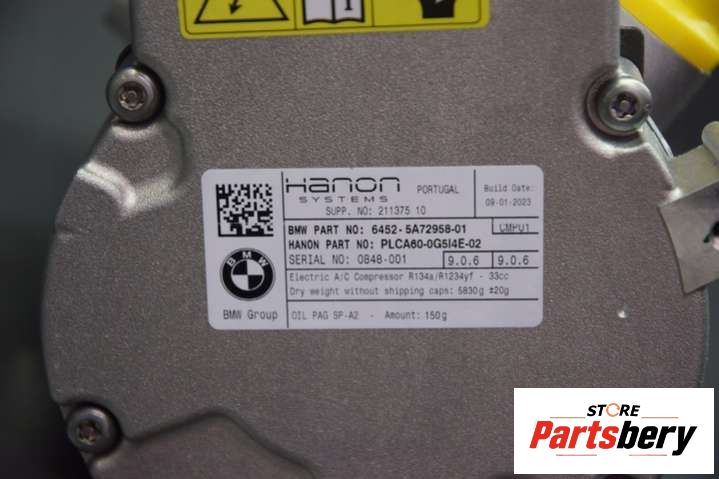 Hanon
SYSTEMS
PORTUGAL
SUPP. NO: 211375 10
Build Date:
09-01-2023
BMW PART NO: 6452-5A72958-01
CMP01
HANON PART NO: PLCA60-0G5I4E-02
SERIAL NO: 0848-001
9.0.6
9.0.6
Electric A/C Compressor R134a/R1234yf - 33cc
Dry weight without shipping caps: 5830g ±20g
OIL PAG SP-A2 - Amount: 150g
BMW
BMW Group
STORE
Partsbery